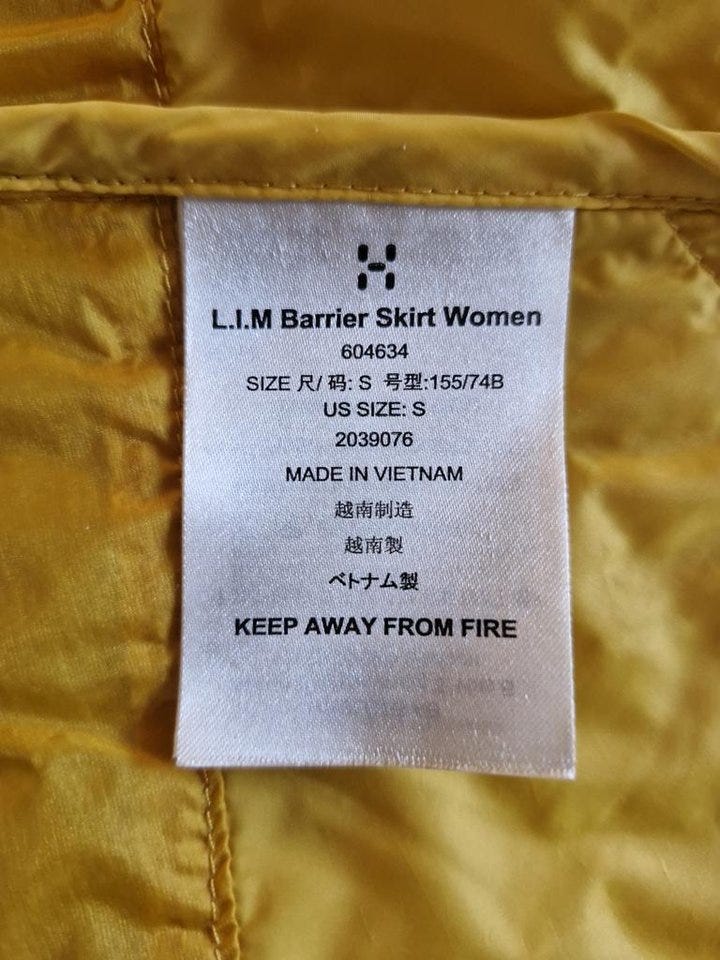 L.I.M Barrier Skirt Women
604634
SIZE 尺/ 码: S 号型:155/74B
US SIZE: S
2039076
MADE IN VIETNAM
越南制造
越南製
ベトナム製
KEEP AWAY FROM FIRE